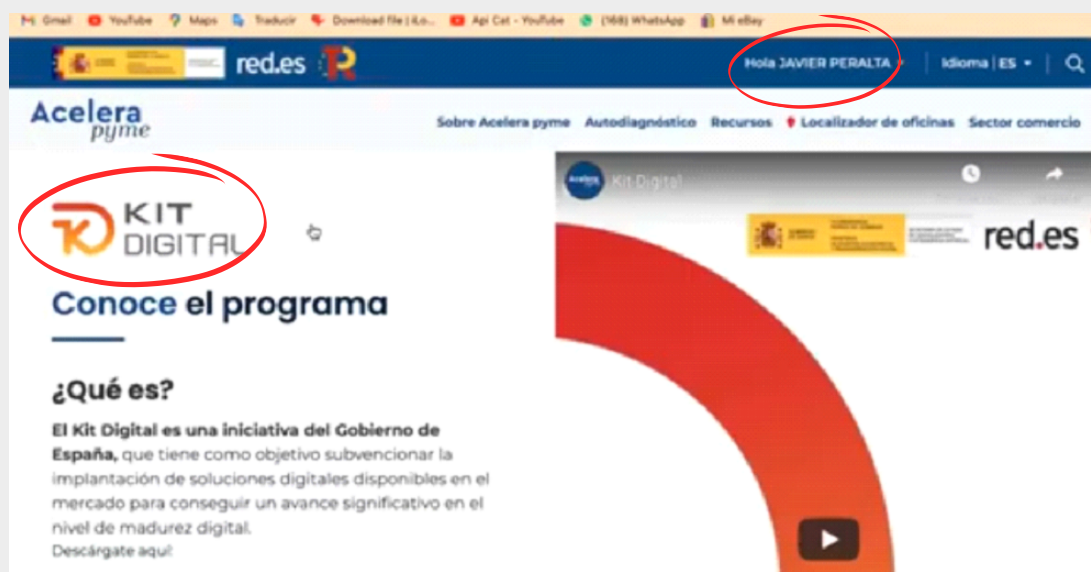 Gmail YouTube Maps Traducir Download file | iLo... Api Cat - YouTube (168) WhatsApp Mi eBay
red.es Hola JAVIER PERALTA Idioma | ES
Acelera
pyme
Sobre Acelera pyme Autodiagnóstico Recursos Localizador de oficinas Sector comercio
Acelera Kit Digital
KIT
DIGITAL
red.es
Conoce el programa
¿Qué es?
El Kit Digital es una iniciativa del Gobierno de
España, que tiene como objetivo subvencionar la
implantación de soluciones digitales disponibles en el
mercado para conseguir un avance significativo en el
nivel de madurez digital.
Descárgate aquí: